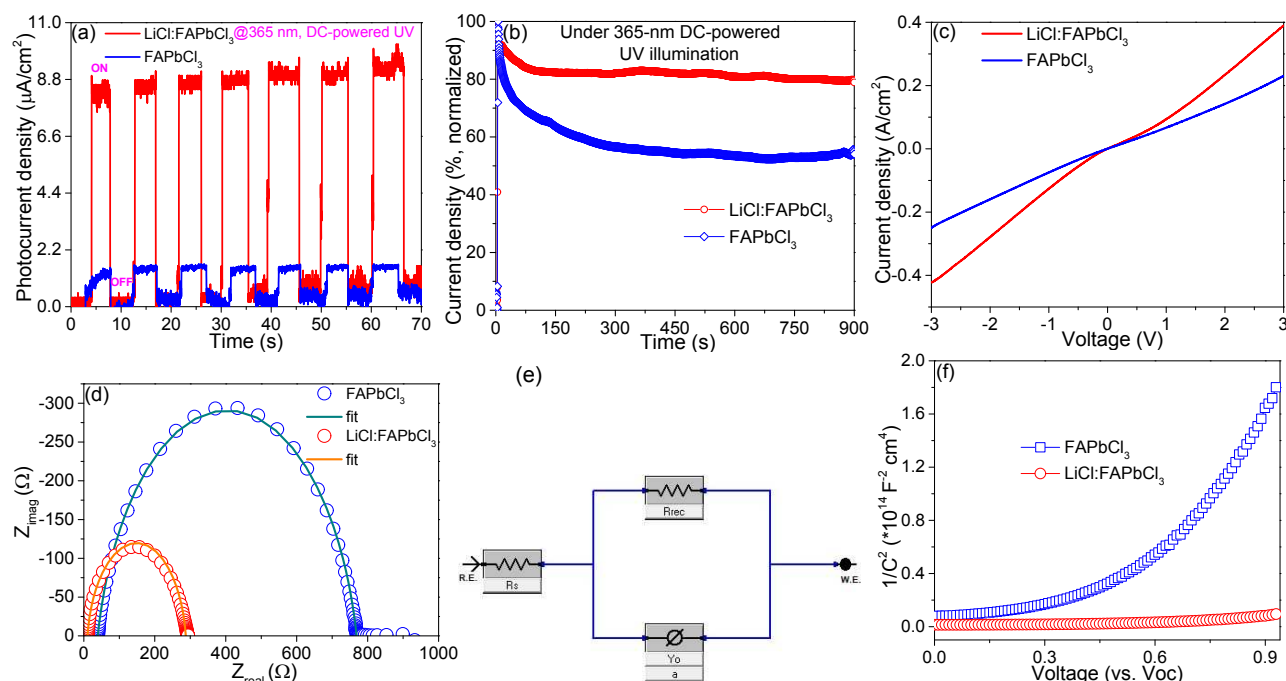 (a)
LiCl:FAPbCl3 @365 nm, DC-powered UV
FAPbCl3
ON
OFF
11.0
8.8
6.6
4.4
2.2
0.0
Photocurrent density (µA/cm²)
0 10 20 30 40 50 60 70
Time (s)
(b)
Under 365-nm DC-powered
UV illumination
LiCl:FAPbCl3
FAPbCl3
100
80
60
40
20
0
Current density (%, normalized)
0 150 300 450 600 750 900
Time (s)
(c)
LiCl:FAPbCl3
FAPbCl3
0.4
0.2
0.0
-0.2
-0.4
Current density (A/cm²)
-3 -2 -1 0 1 2 3
Voltage (V)
(d)
FAPbCl3
fit
LiCl:FAPbCl3
fit
-300
-250
-200
-150
-100
-50
0
Zimag (Ω)
0 200 400 600 800 1000
Zreal (Ω)
(e)
R.E.
Rs
Rrec
Yo
a
W.E.
(f)
FAPbCl3
LiCl:FAPbCl3
2.0
1.6
1.2
0.8
0.4
0.0
1/C² (*10¹⁴ F⁻² cm⁴)
0.0 0.3 0.6 0.9
Voltage (vs. Voc)